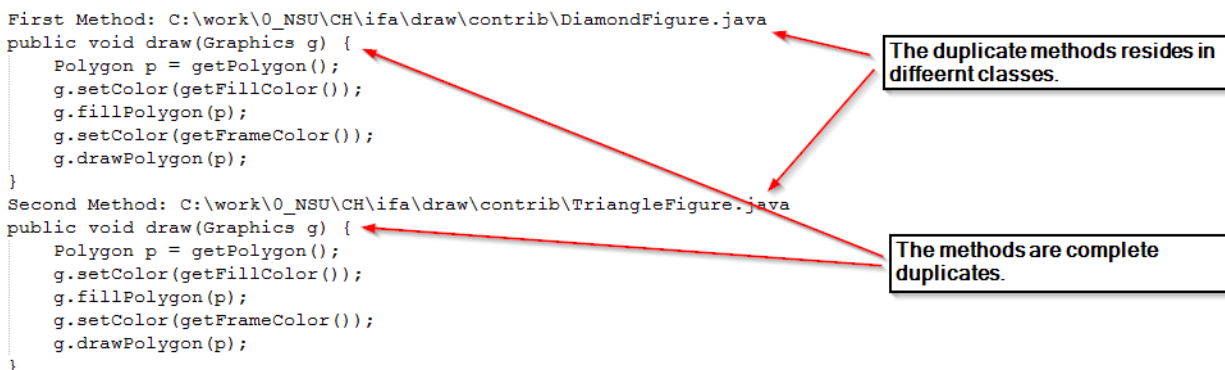 First Method: C:\work\0_NSU\CH\ifa\draw\contrib\DiamondFigure.java
public void draw(Graphics g) {
    Polygon p = getPolygon();
    g.setColor(getFillColor());
    g.fillPolygon(p);
    g.setColor(getFrameColor());
    g.drawPolygon(p);
}
Second Method: C:\work\0_NSU\CH\ifa\draw\contrib\TriangleFigure.java
public void draw(Graphics g) {
    Polygon p = getPolygon();
    g.setColor(getFillColor());
    g.fillPolygon(p);
    g.setColor(getFrameColor());
    g.drawPolygon(p);
}
The duplicate methods resides in
diffeernt classes.
The methods are complete
duplicates.